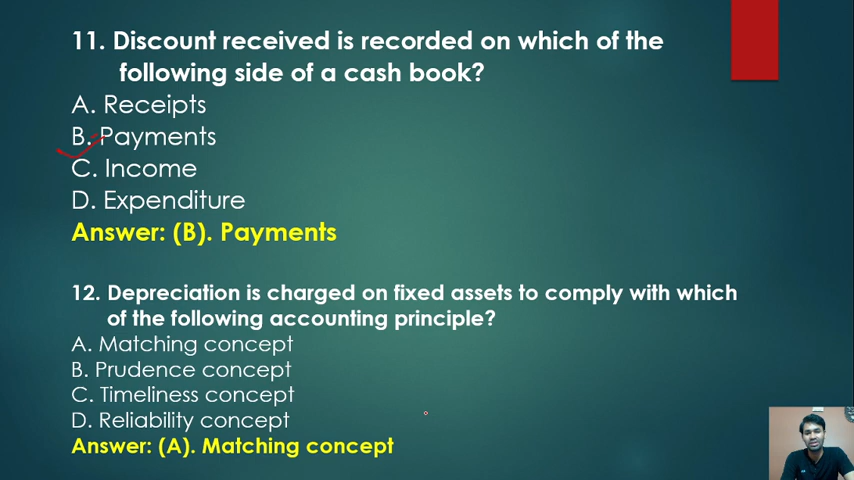 11. Discount received is recorded on which of the
following side of a cash book?
A. Receipts
B. Payments
C. Income
D. Expenditure
Answer: (B). Payments
12. Depreciation is charged on fixed assets to comply with which
of the following accounting principle?
A. Matching concept
B. Prudence concept
C. Timeliness concept
D. Reliability concept
Answer: (A). Matching concept